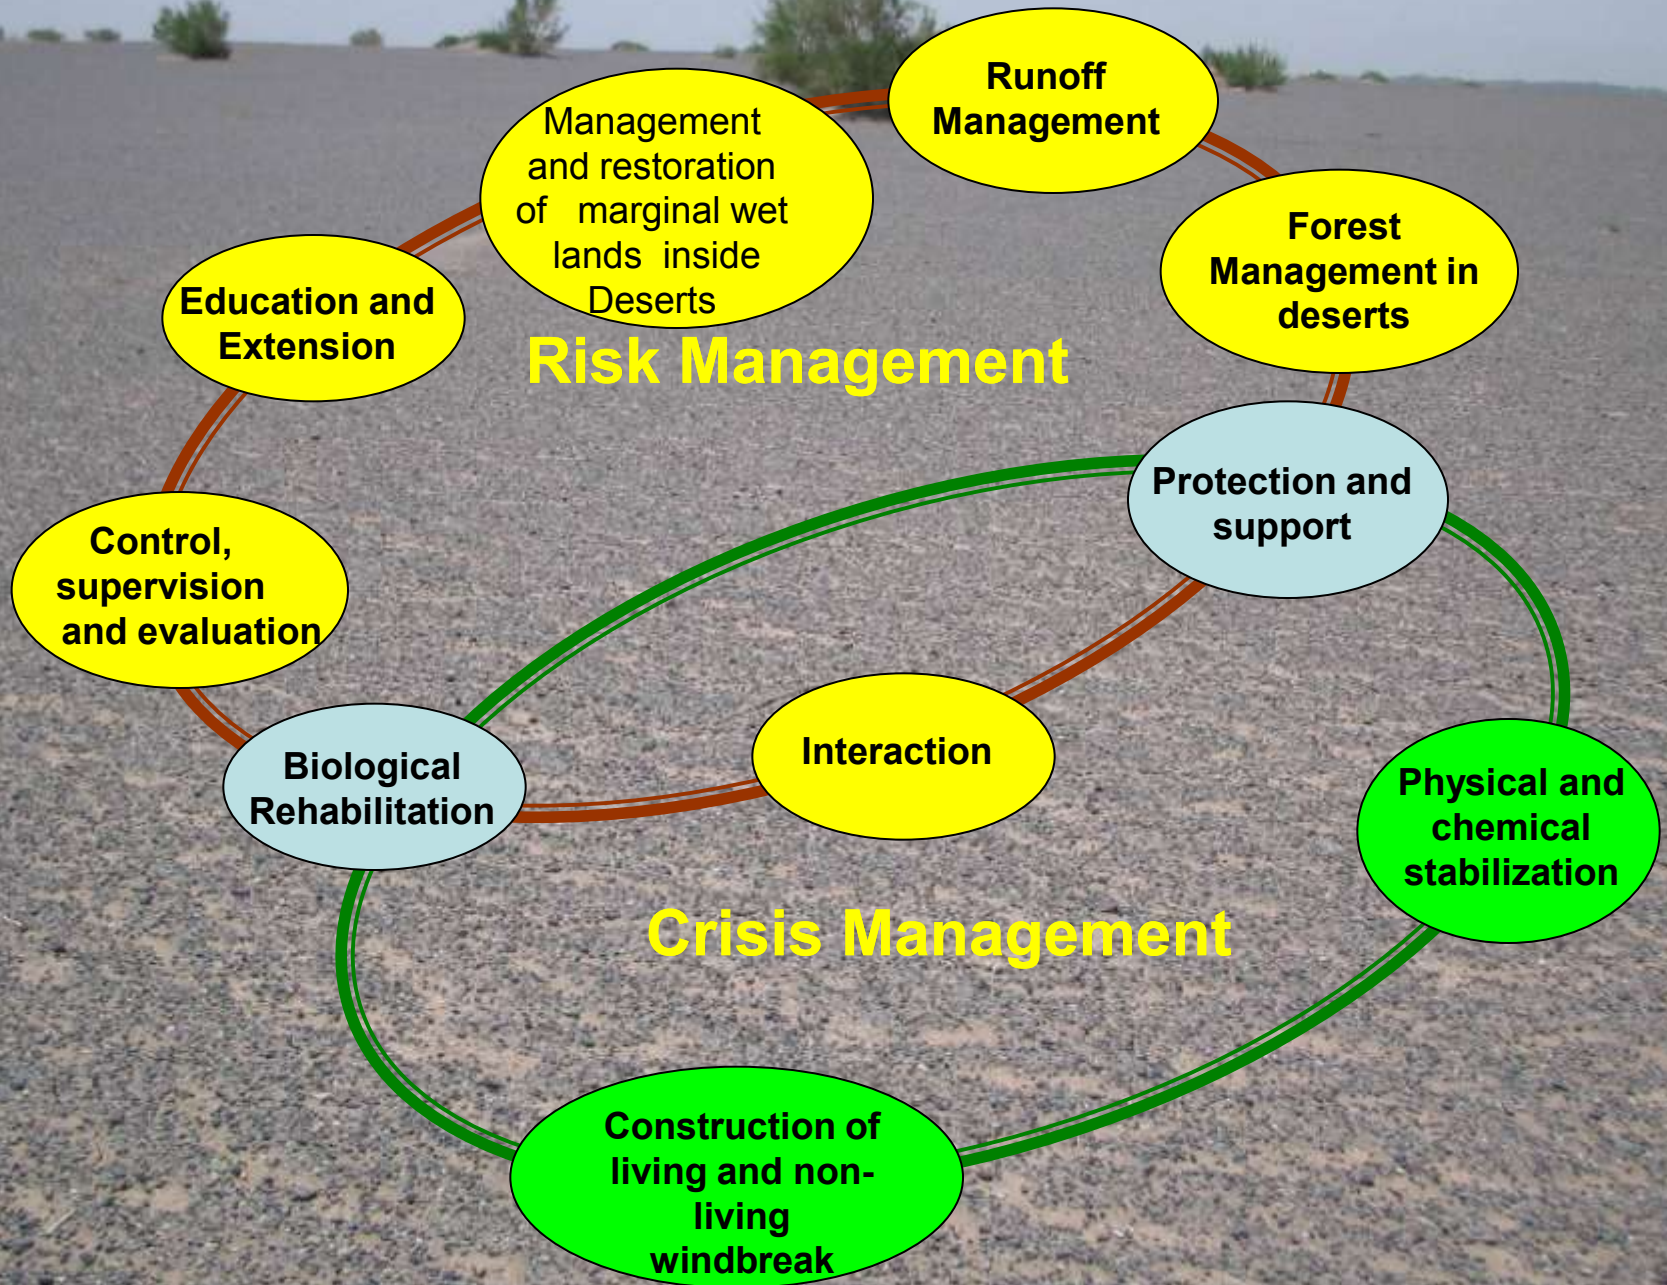 Runoff
Management
Management
and restoration
of marginal wet
lands inside
Deserts
Forest
Management in
deserts
Education and
Extension
Risk Management
Protection and
support
Control,
supervision
and evaluation
Interaction
Biological
Rehabilitation
Physical and
chemical
stabilization
Crisis Management
Construction of
living and non-
living
windbreak